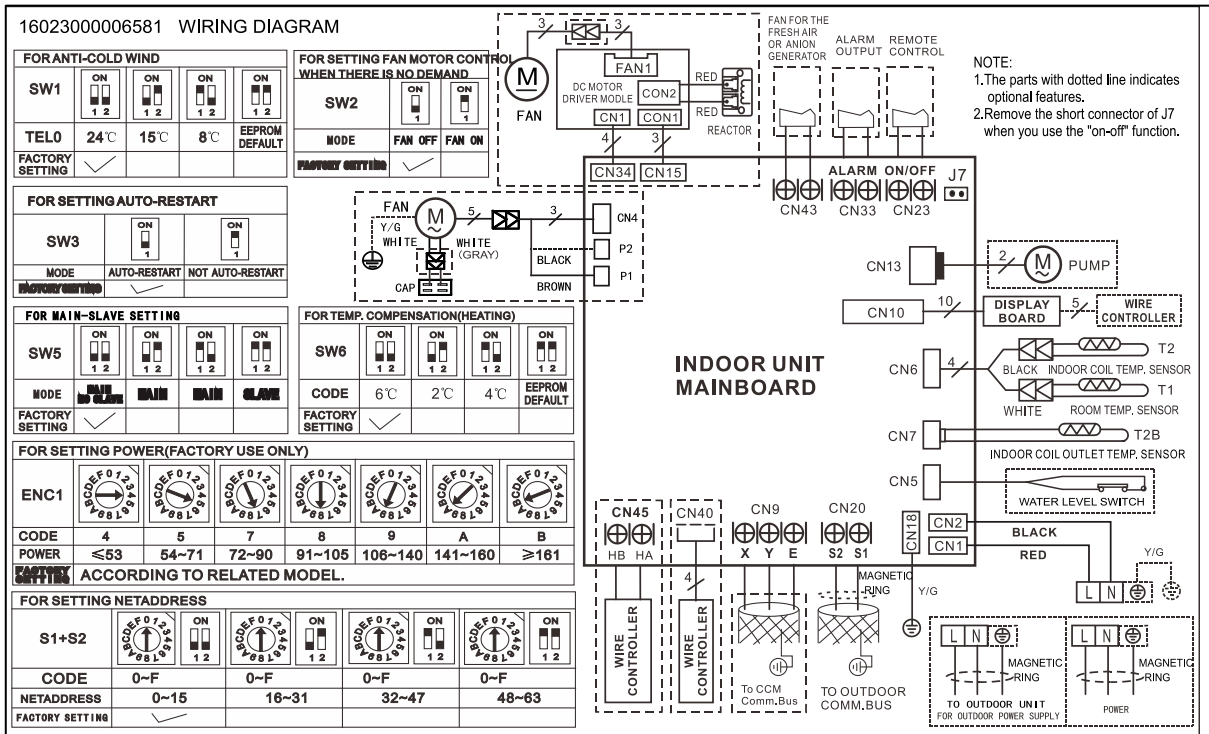 16023000006581 WIRING DIAGRAM
FOR ANTI-COLD WIND
SW1
ON
1 2
ON
1 2
ON
1 2
ON
1 2
TEL0 24℃ 15℃ 8℃ EEPROM
DEFAULT
FACTORY
SETTING
FOR SETTING FAN MOTOR CONTROL
WHEN THERE IS NO DEMAND
SW2
ON
1
ON
1
MODE FAN OFF FAN ON
FACTORY SETTING
FOR SETTING AUTO-RESTART
SW3
ON
1
ON
1
MODE AUTO-RESTART NOT AUTO-RESTART
FACTORY SETTING
FOR MAIN-SLAVE SETTING
SW5
ON
1 2
ON
1 2
ON
1 2
ON
1 2
MODE MAIN
NO SLAVE MAIN MAIN SLAVE
FACTORY
SETTING
FOR TEMP. COMPENSATION(HEATING)
SW6
ON
1 2
ON
1 2
ON
1 2
ON
1 2
CODE 6℃ 2℃ 4℃ EEPROM
DEFAULT
FACTORY
SETTING
FOR SETTING POWER(FACTORY USE ONLY)
ENC1
0123456789ABCDEF
0123456789ABCDEF
0123456789ABCDEF
0123456789ABCDEF
0123456789ABCDEF
0123456789ABCDEF
0123456789ABCDEF
CODE 4 5 7 8 9 A B
POWER ≤53 54~71 72~90 91~105 106~140 141~160 ≥161
FACTORY
SETTING ACCORDING TO RELATED MODEL.
FOR SETTING NETADDRESS
S1+S2
0123456789ABCDEF
ON
1 2
0123456789ABCDEF
ON
1 2
0123456789ABCDEF
ON
1 2
0123456789ABCDEF
ON
1 2
CODE 0~F 0~F 0~F 0~F
NETADDRESS 0~15 16~31 32~47 48~63
FACTORY SETTING
3
3
M
FAN
FAN1
DC MOTOR
DRIVER MODLE
CON2
CN1
CON1
RED
RED
REACTOR
4
3
CN34
CN15
FAN
M
Y/G
5
3
WHITE
WHITE
(GRAY)
CAP
BLACK
BROWN
CN4
P2
P1
FAN FOR THE
FRESH AIR
OR ANION
GENERATOR
ALARM
OUTPUT
REMOTE
CONTROL
NOTE:
1.The parts with dotted line indicates
optional features.
2.Remove the short connector of J7
when you use the "on-off" function.
ALARM ON/OFF J7
CN43 CN33 CN23
INDOOR UNIT
MAINBOARD
CN13
2
M
PUMP
CN10
10
DISPLAY
BOARD
5
WIRE
CONTROLLER
CN6
4
T2
BLACK INDOOR COIL TEMP. SENSOR
T1
WHITE ROOM TEMP. SENSOR
CN7
T2B
INDOOR COIL OUTLET TEMP. SENSOR
CN5
WATER LEVEL SWITCH
CN18
CN2
BLACK
CN1
RED
Y/G
L N
Y/G
CN45
HB HA
WIRE
CONTROLLER
CN40
4
WIRE
CONTROLLER
CN9
X Y E
To CCM
Comm.Bus
CN20
S2 S1
MAGNETIC
RING
TO OUTDOOR
COMM.BUS
L N
MAGNETIC
RING
TO OUTDOOR UNIT
FOR OUTDOOR POWER SUPPLY
L N
MAGNETIC
RING
POWER